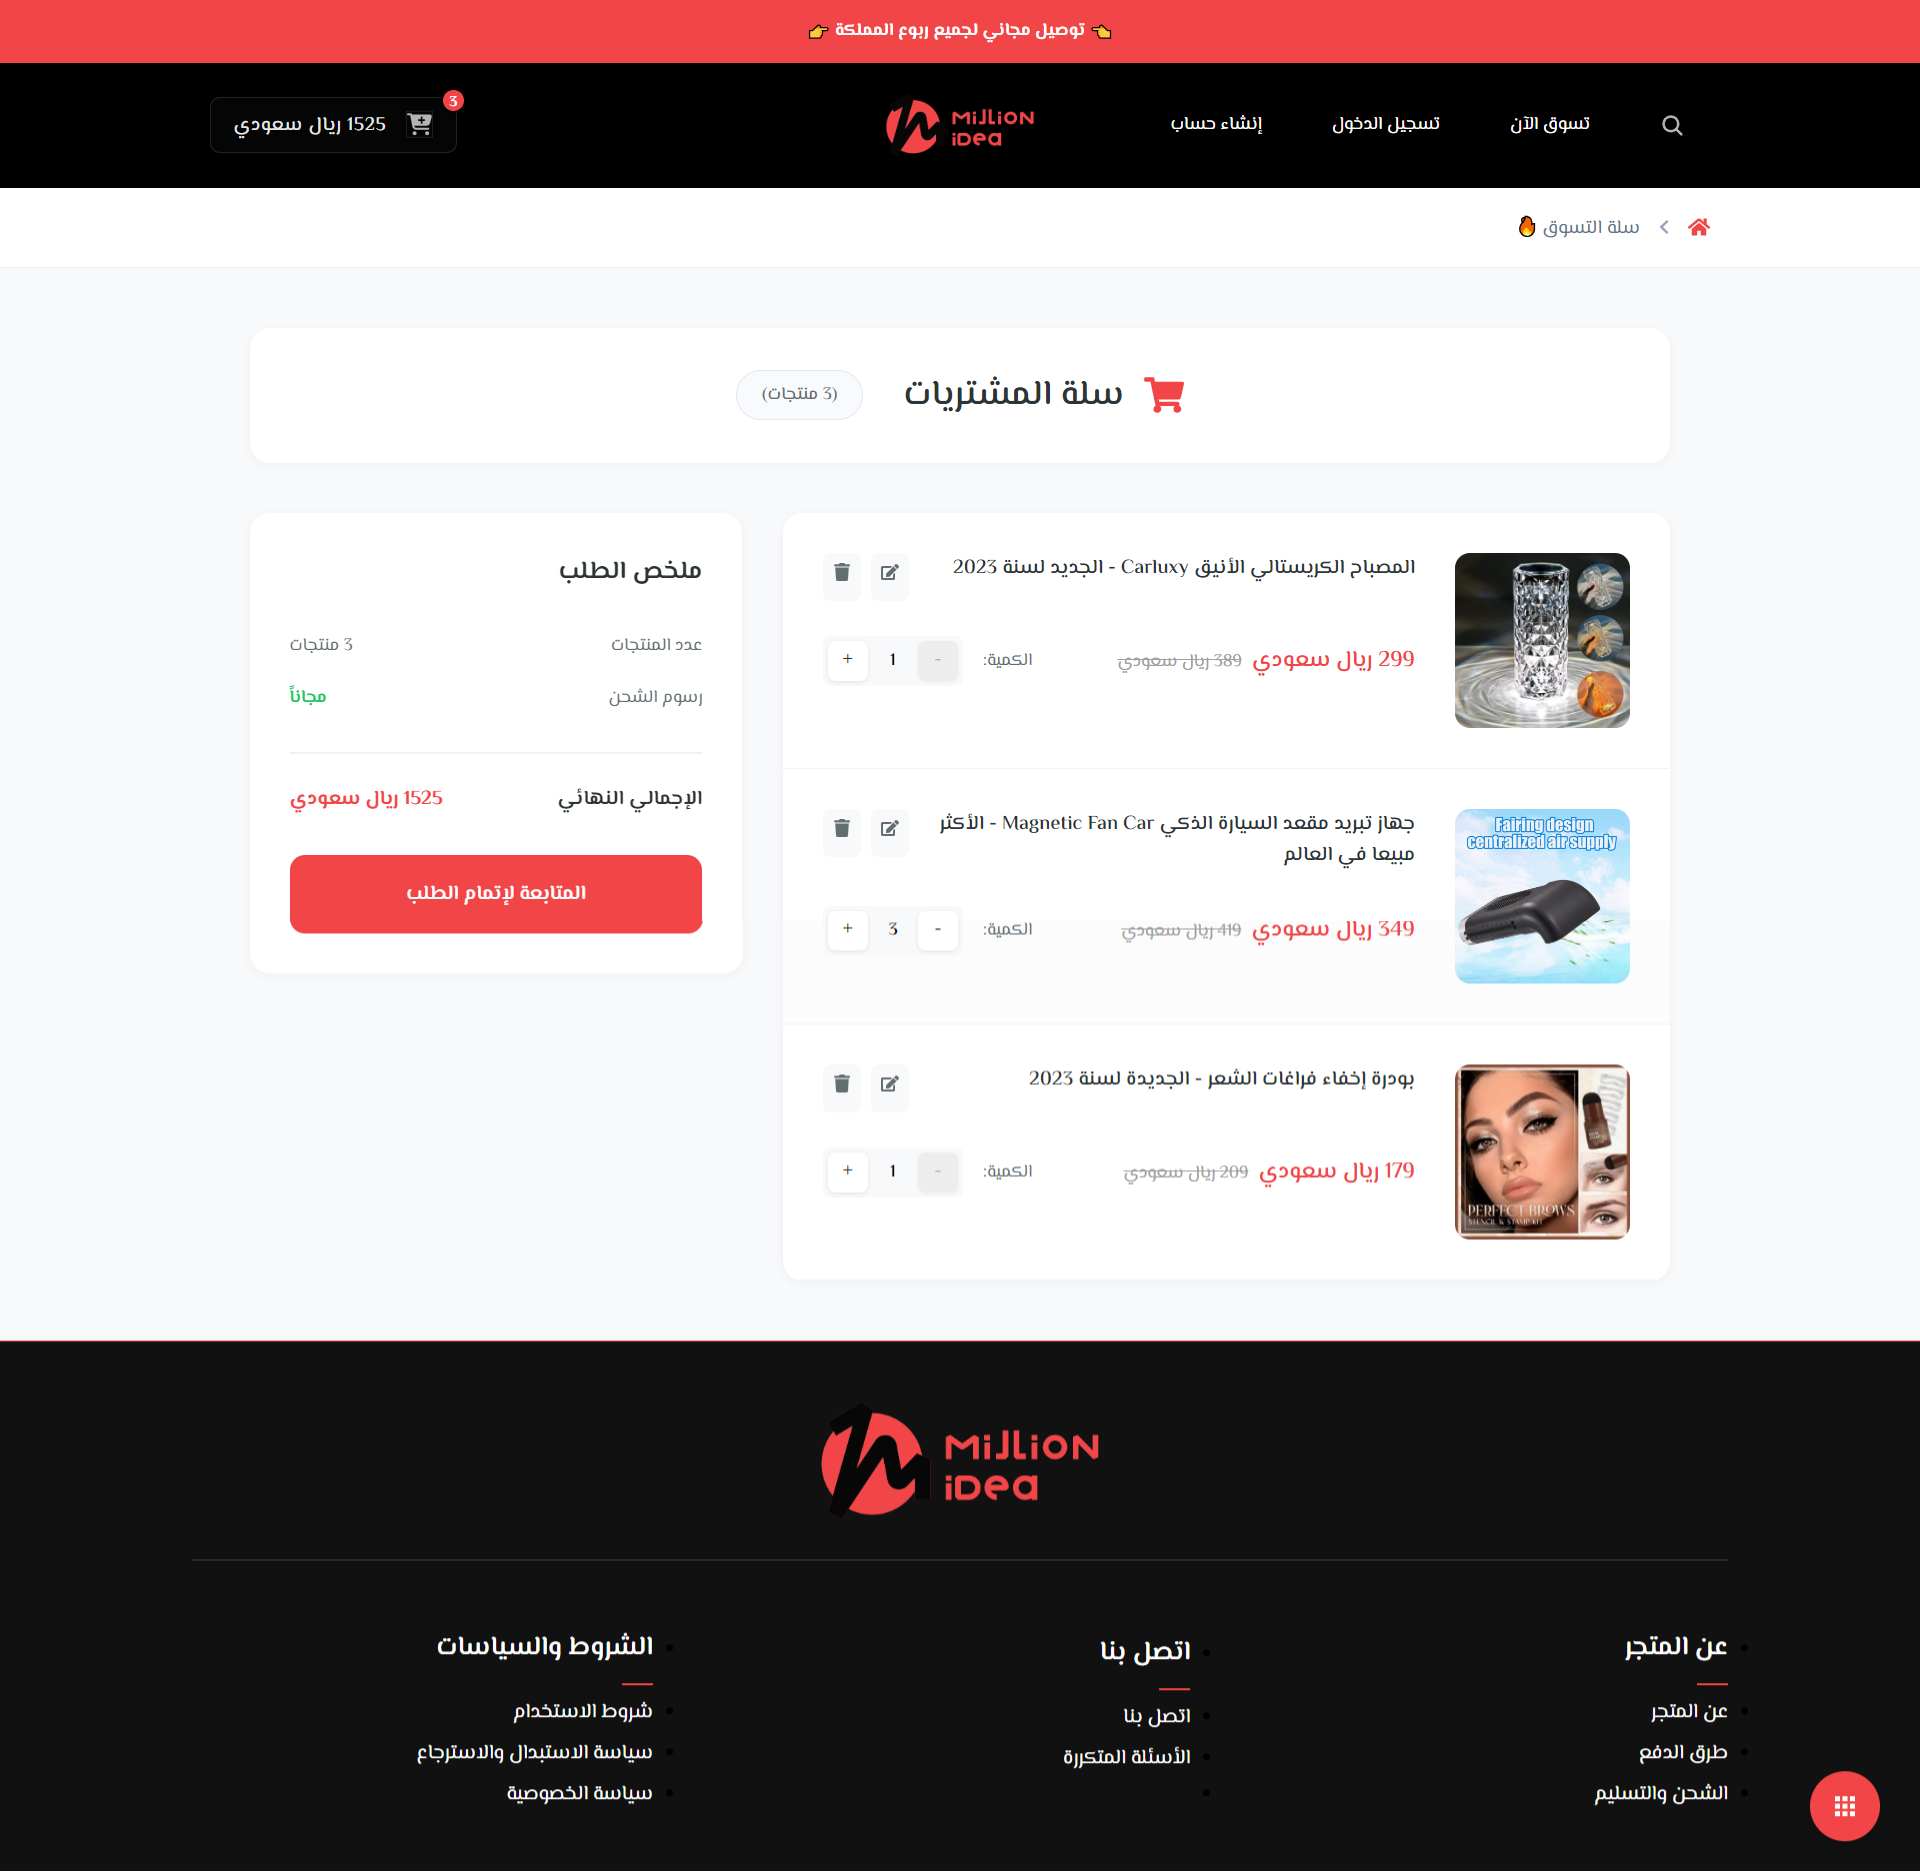 👈 توصيل مجاني لجميع ربوع المملكة 👉
تسوق الآن
تسجيل الدخول
إنشاء حساب
MiLLiON
iDea
3
1525 ريال سعودي
سلة التسوق 🔥
سلة المشتريات
(3 منتجات)
المصباح الكريستالي الأنيق Carluxy - الجديد لسنة 2023
299 ريال سعودي
389 ريال سعودي
الكمية:
-
1
+
Fairing design
centralized air supply
جهاز تبريد مقعد السيارة الذكي Magnetic Fan Car - الأكثر
مبيعا في العالم
349 ريال سعودي
419 ريال سعودي
الكمية:
-
3
+
PERFECT BROWS
STENCIL & STAMP KIT
بودرة إخفاء فراغات الشعر - الجديدة لسنة 2023
179 ريال سعودي
209 ريال سعودي
الكمية:
-
1
+
ملخص الطلب
عدد المنتجات
3 منتجات
رسوم الشحن
مجاناً
الإجمالي النهائي
1525 ريال سعودي
المتابعة لإتمام الطلب
MiLLiON
iDea
عن المتجر
عن المتجر
طرق الدفع
الشحن والتسليم
اتصل بنا
اتصل بنا
الأسئلة المتكررة
الشروط والسياسات
شروط الاستخدام
سياسة الاستبدال والاسترجاع
سياسة الخصوصية